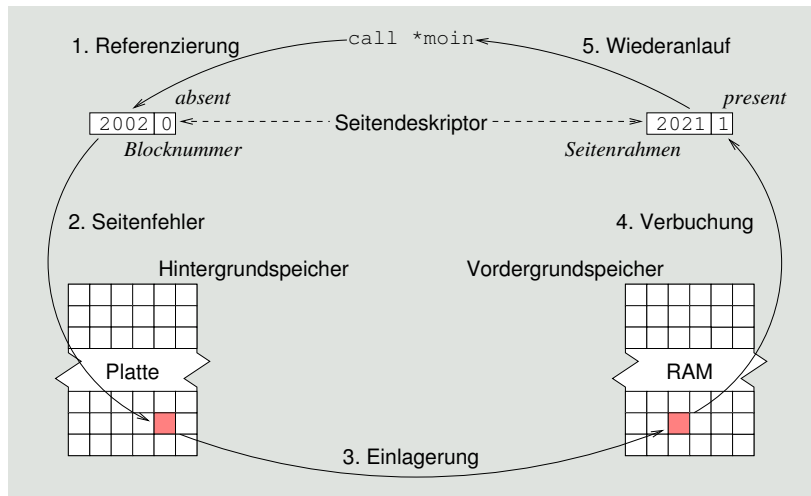 1. Referenzierung
call *moin
5. Wiederanlauf
absent
present
2002 0
Seitendeskriptor
2021 1
Blocknummer
Seitenrahmen
2. Seitenfehler
4. Verbuchung
Hintergrundspeicher
Vordergrundspeicher
Platte
RAM
3. Einlagerung